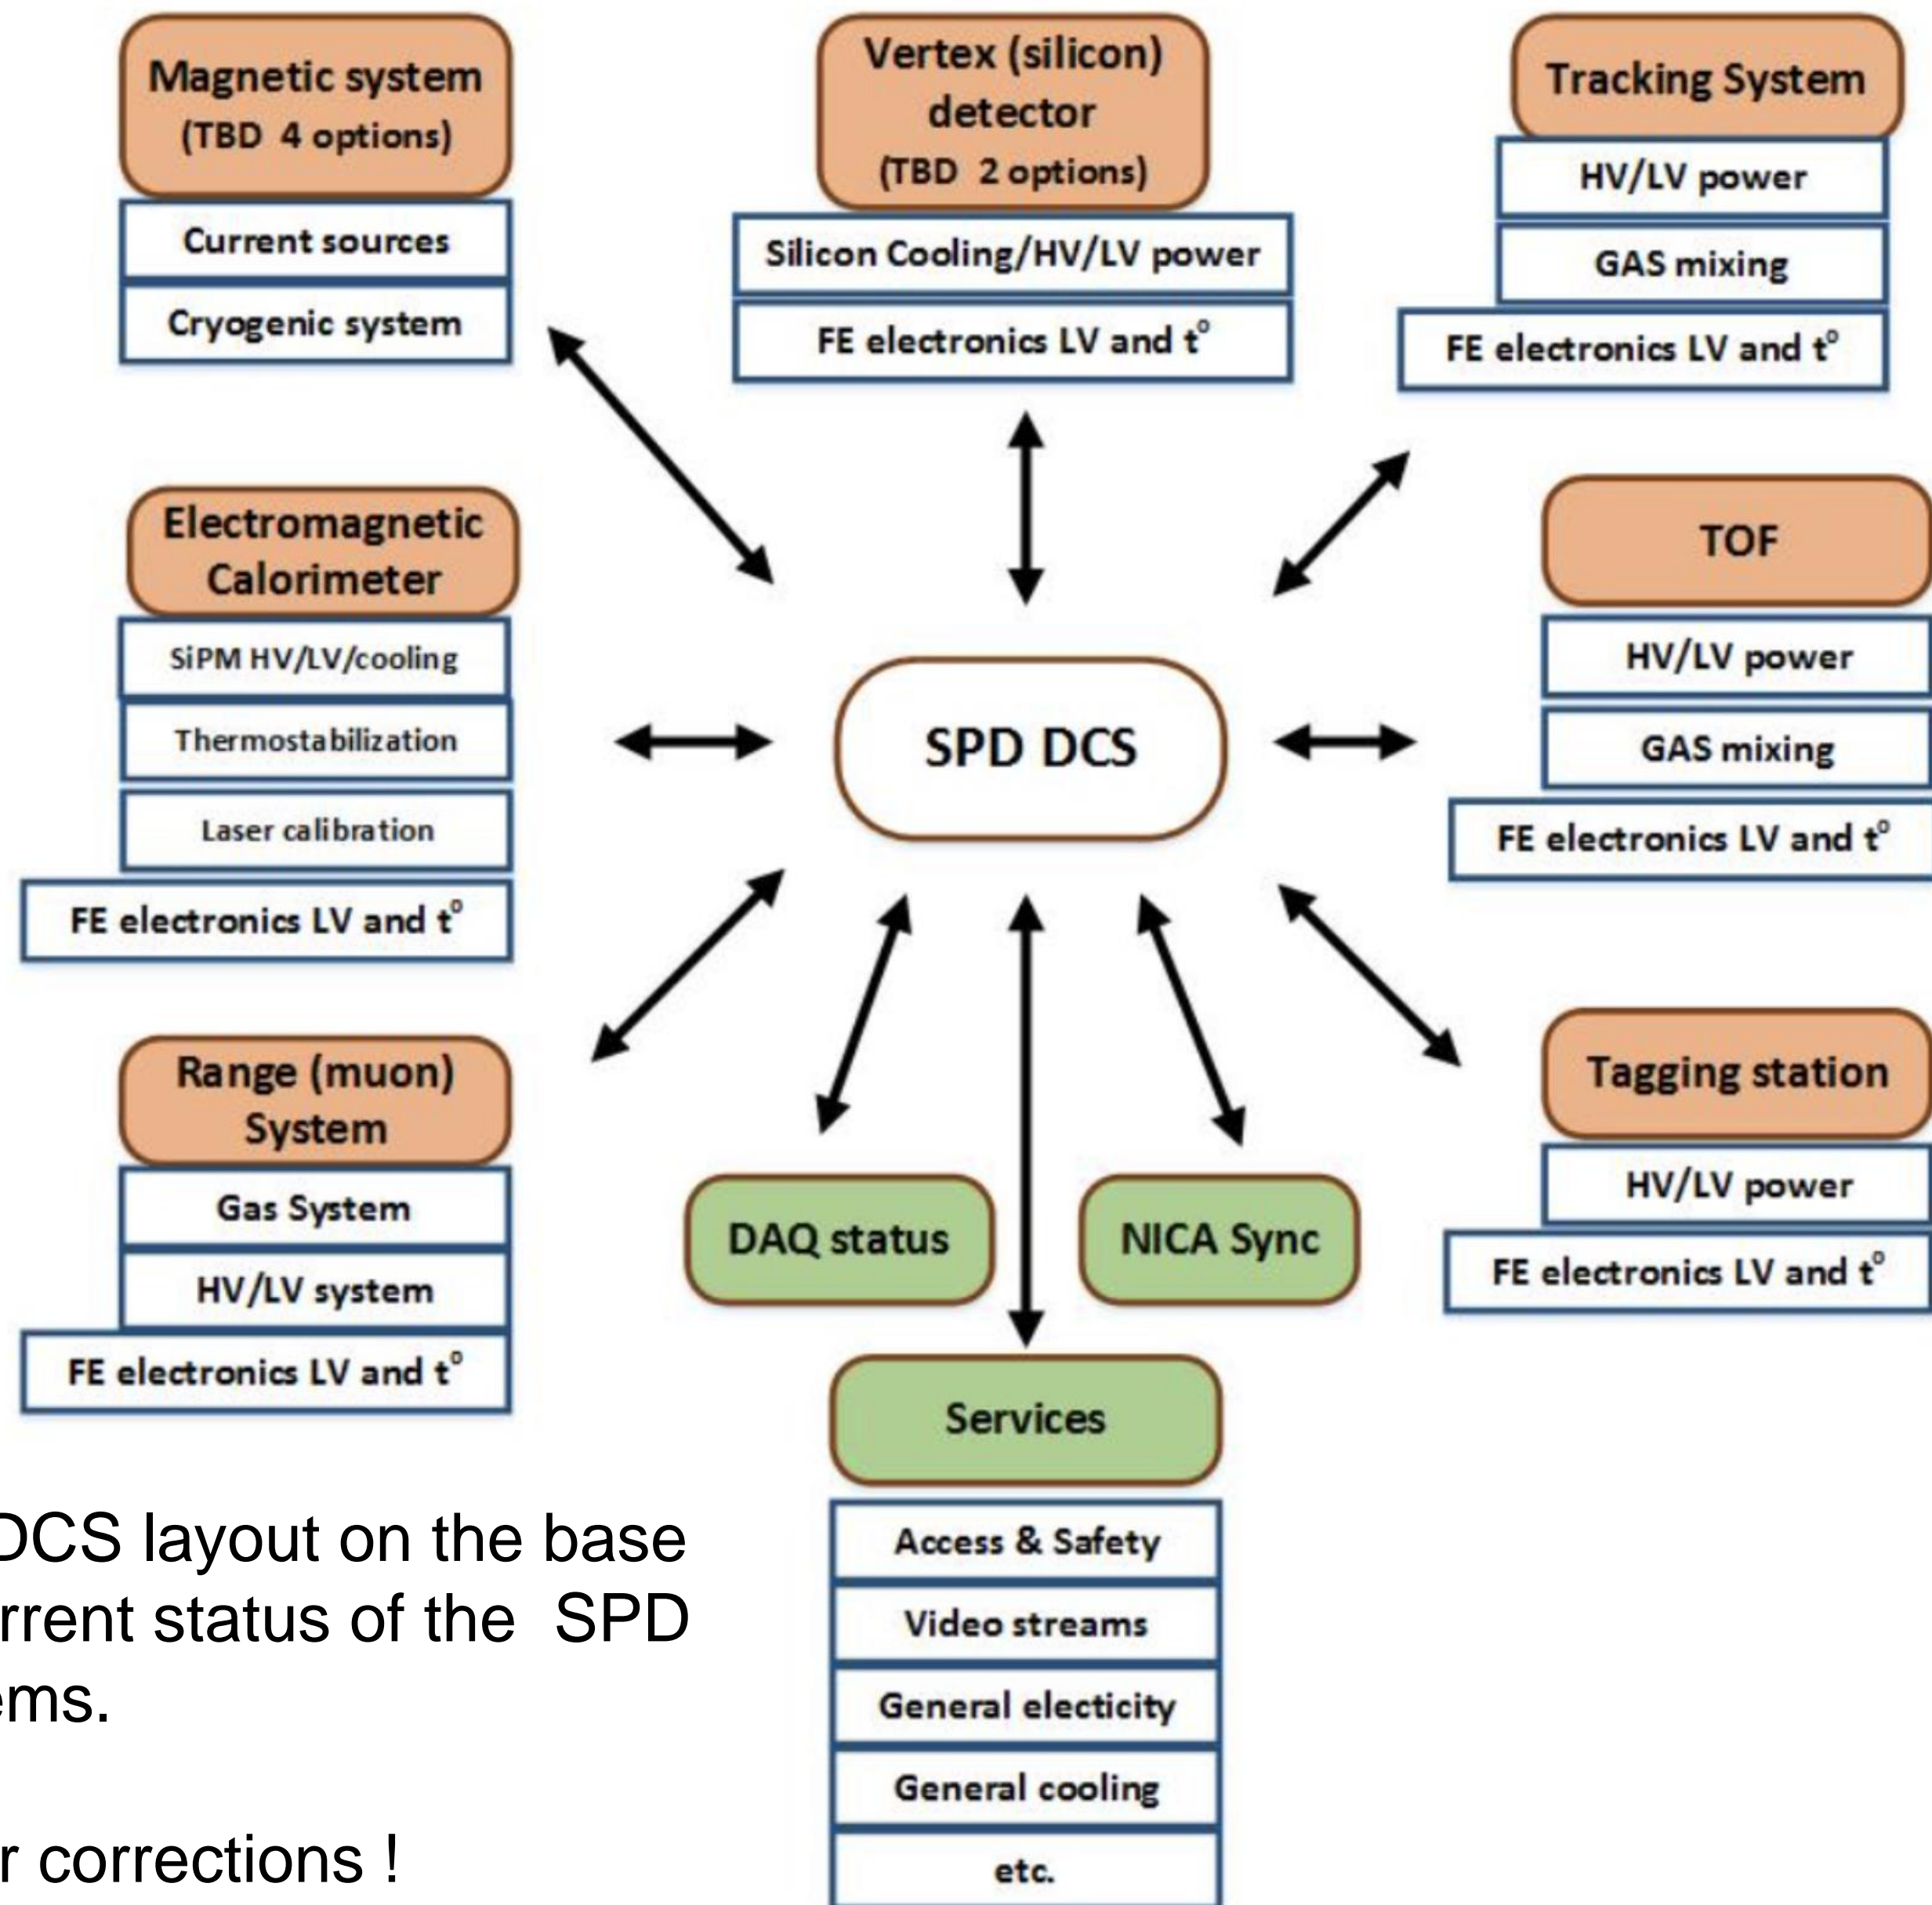 Magnetic system
(TBD 4 options)
Current sources
Cryogenic system
Vertex (silicon)
detector
(TBD 2 options)
Silicon Cooling/HV/LV power
FE electronics LV and t°
Tracking System
HV/LV power
GAS mixing
FE electronics LV and t°
Electromagnetic
Calorimeter
SiPM HV/LV/cooling
Thermostabilization
Laser calibration
FE electronics LV and t°
SPD DCS
TOF
HV/LV power
GAS mixing
FE electronics LV and t°
Range (muon)
System
Gas System
HV/LV system
FE electronics LV and t°
DAQ status
NICA Sync
Tagging station
HV/LV power
FE electronics LV and t°
Services
Access & Safety
Video streams
General electicity
General cooling
etc.
DCS layout on the base
status of the SPD
corrections !